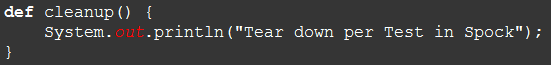 def cleanup() {
    System.out.println("Tear down per Test in Spock");
}